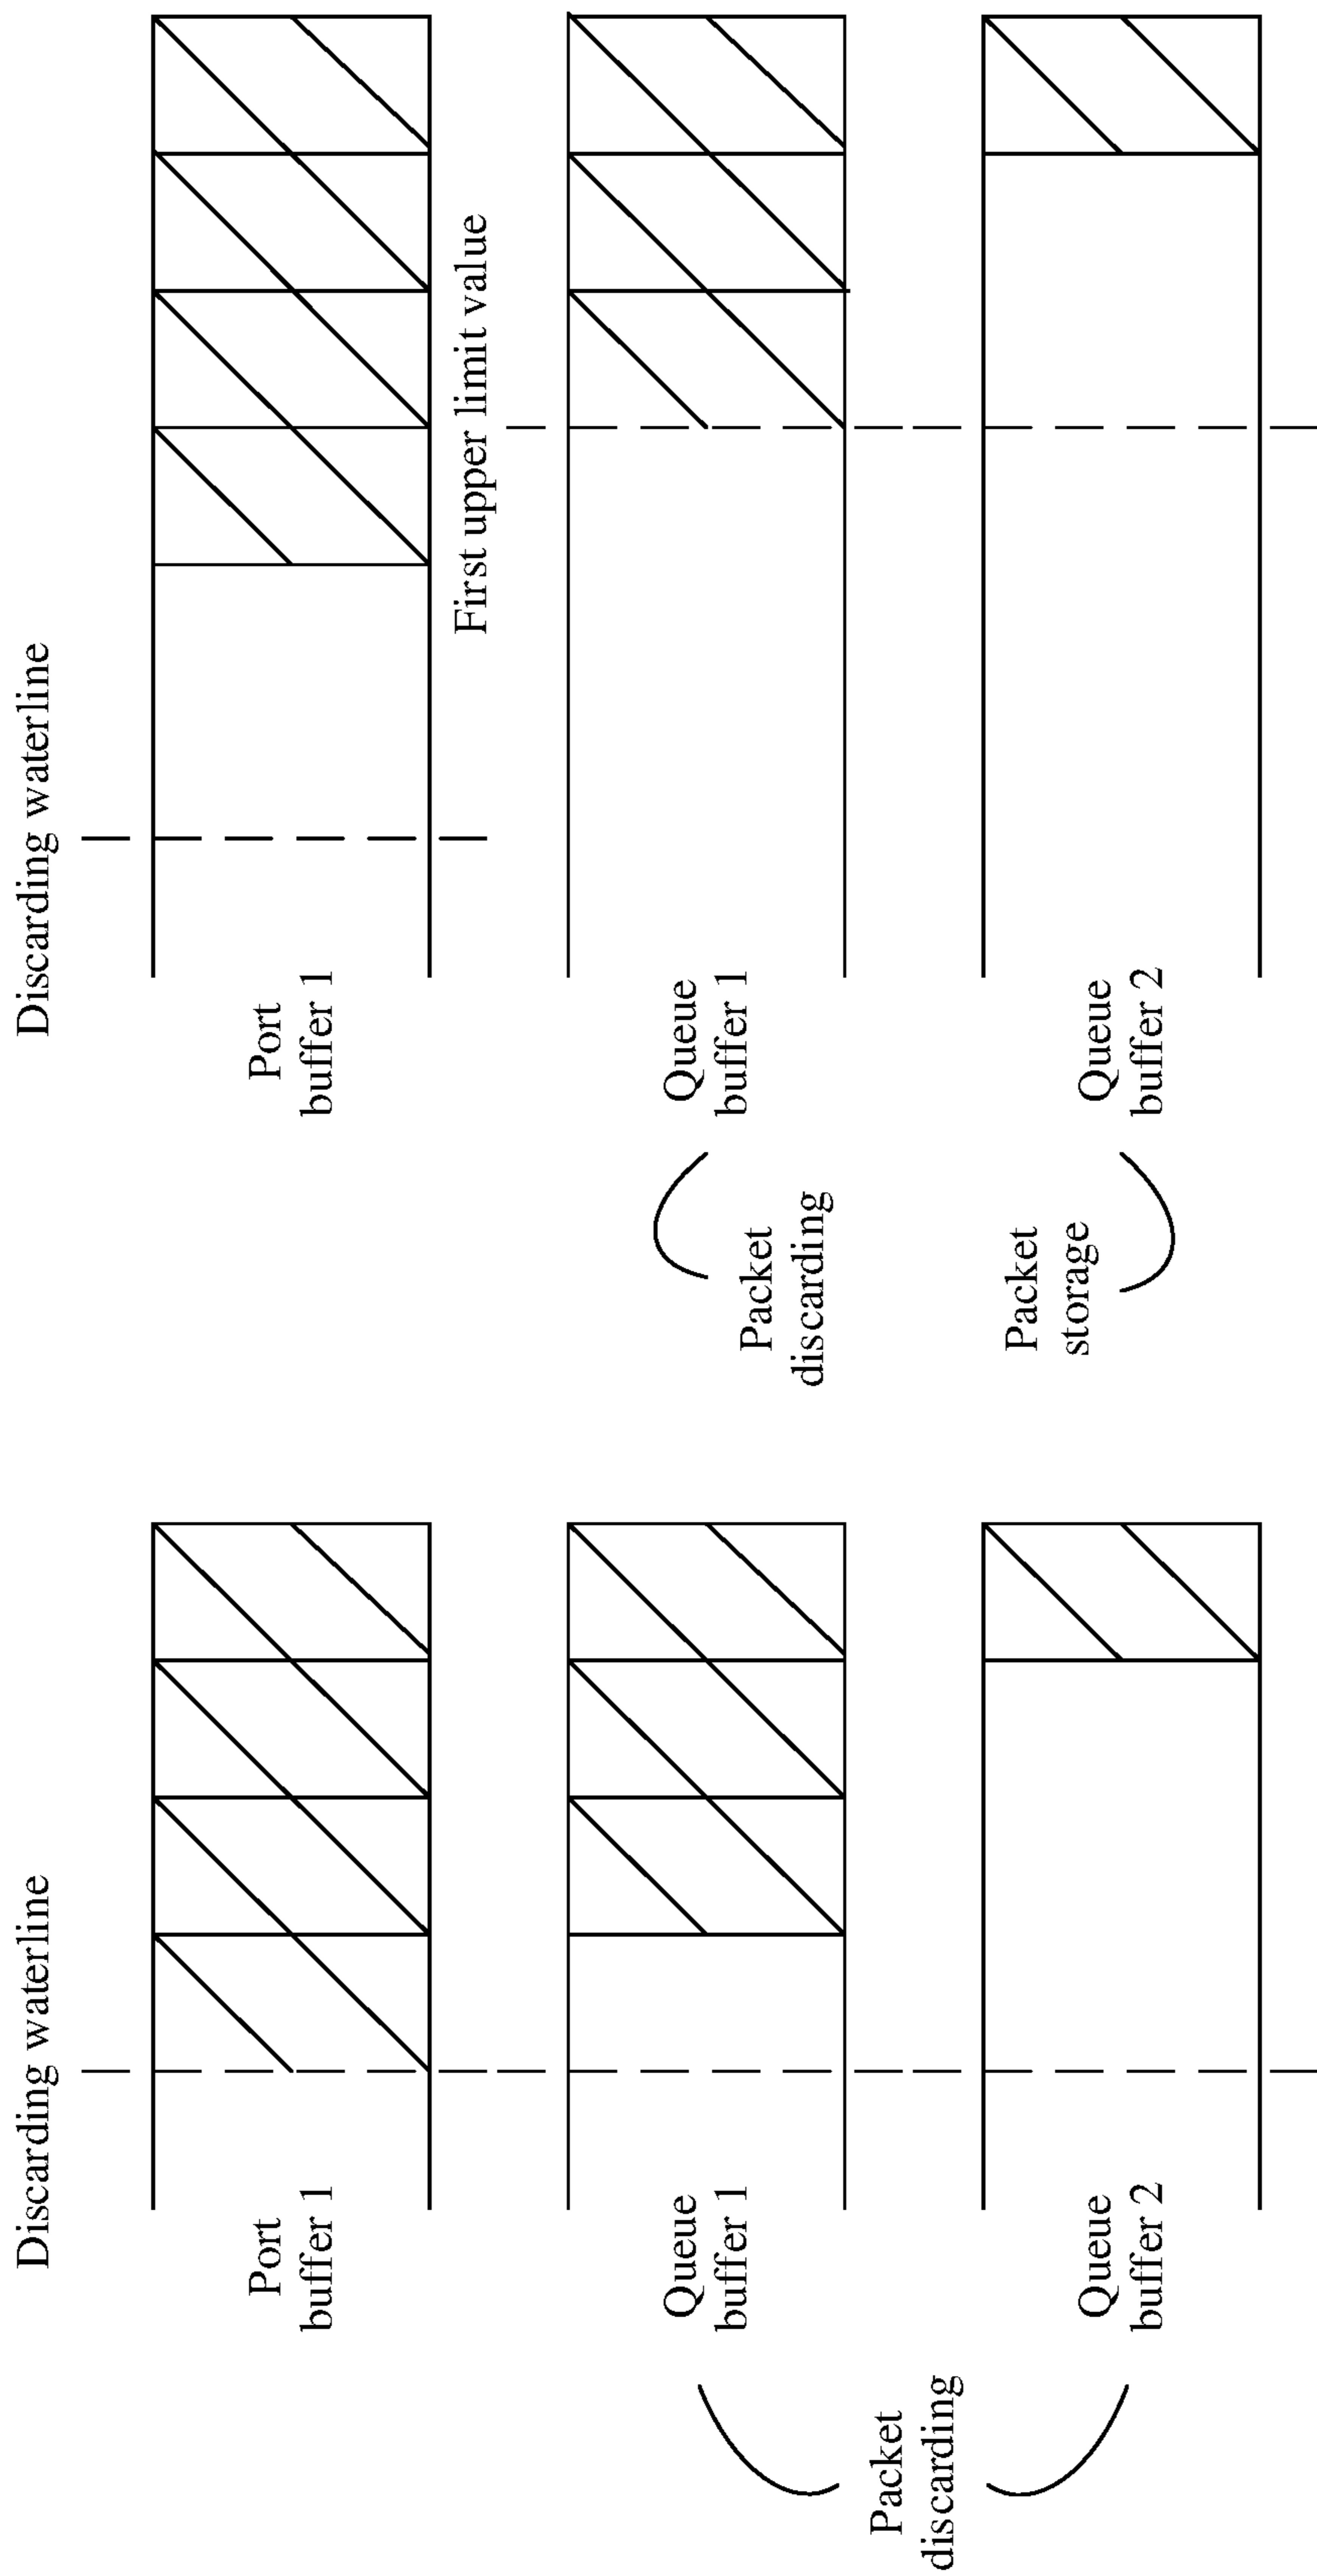 Discarding waterline
Port
buffer 1
Queue
buffer 1
Queue
buffer 2
Packet
discarding
Discarding waterline
Port
buffer 1
First upper limit value
Queue
buffer 1
Queue
buffer 2
Packet
discarding
Packet
storage